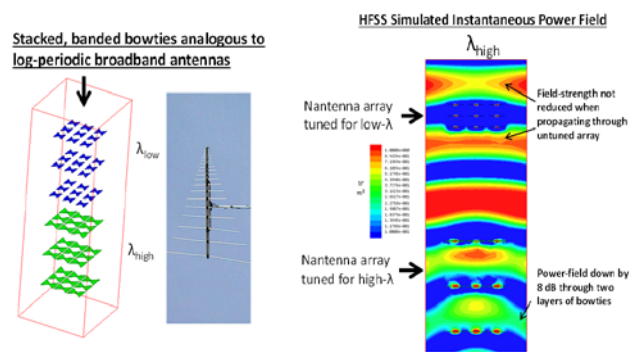 Stacked, banded bowties analogous to
log-periodic broadband antennas
λlow
λhigh
HFSS Simulated Instantaneous Power Field
λhigh
Nantenna array
tuned for low-λ
Field-strength not
reduced when
propagating through
untuned array
Nantenna array
tuned for high-λ
Power-field down by
8 dB through two
layers of bowties